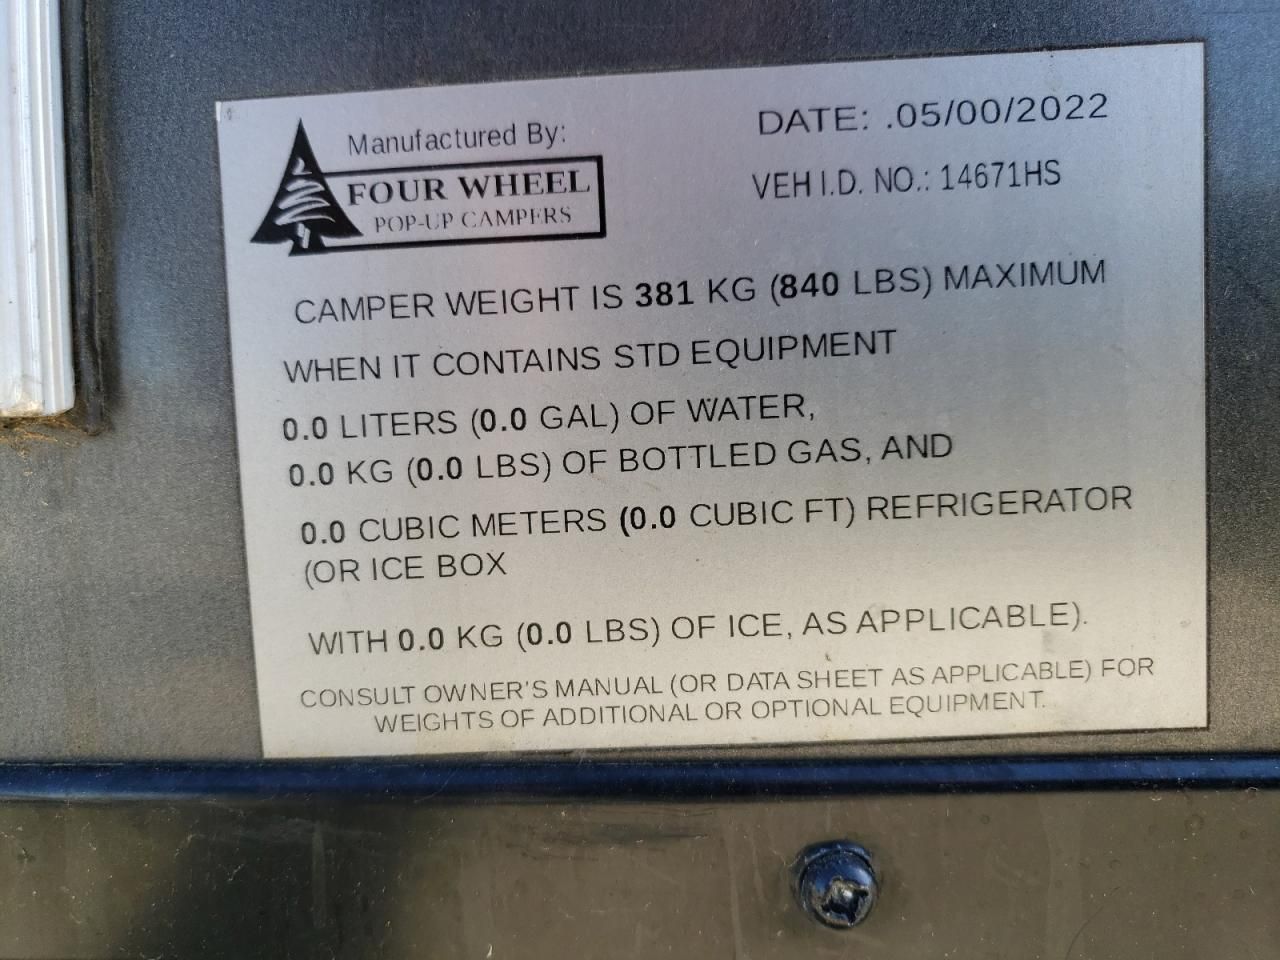 Manufactured By:
FOUR WHEEL
POP-UP CAMPERS
DATE: .05/00/2022
VEH I.D. NO.: 14671HS
CAMPER WEIGHT IS 381 KG (840 LBS) MAXIMUM
WHEN IT CONTAINS STD EQUIPMENT
0.0 LITERS (0.0 GAL) OF WATER,
0.0 KG (0.0 LBS) OF BOTTLED GAS, AND
0.0 CUBIC METERS (0.0 CUBIC FT) REFRIGERATOR
(OR ICE BOX
WITH 0.0 KG (0.0 LBS) OF ICE, AS APPLICABLE).
CONSULT OWNER'S MANUAL (OR DATA SHEET AS APPLICABLE) FOR
WEIGHTS OF ADDITIONAL OR OPTIONAL EQUIPMENT.